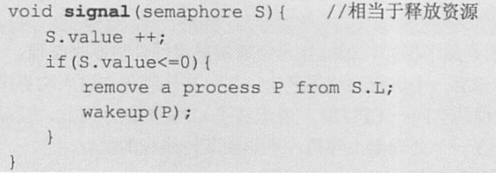 void signal(semaphore S){ //相当于释放资源
S.value ++;
if(S.value<=0){
remove a process P from S.L;
wakeup(P);
}
}